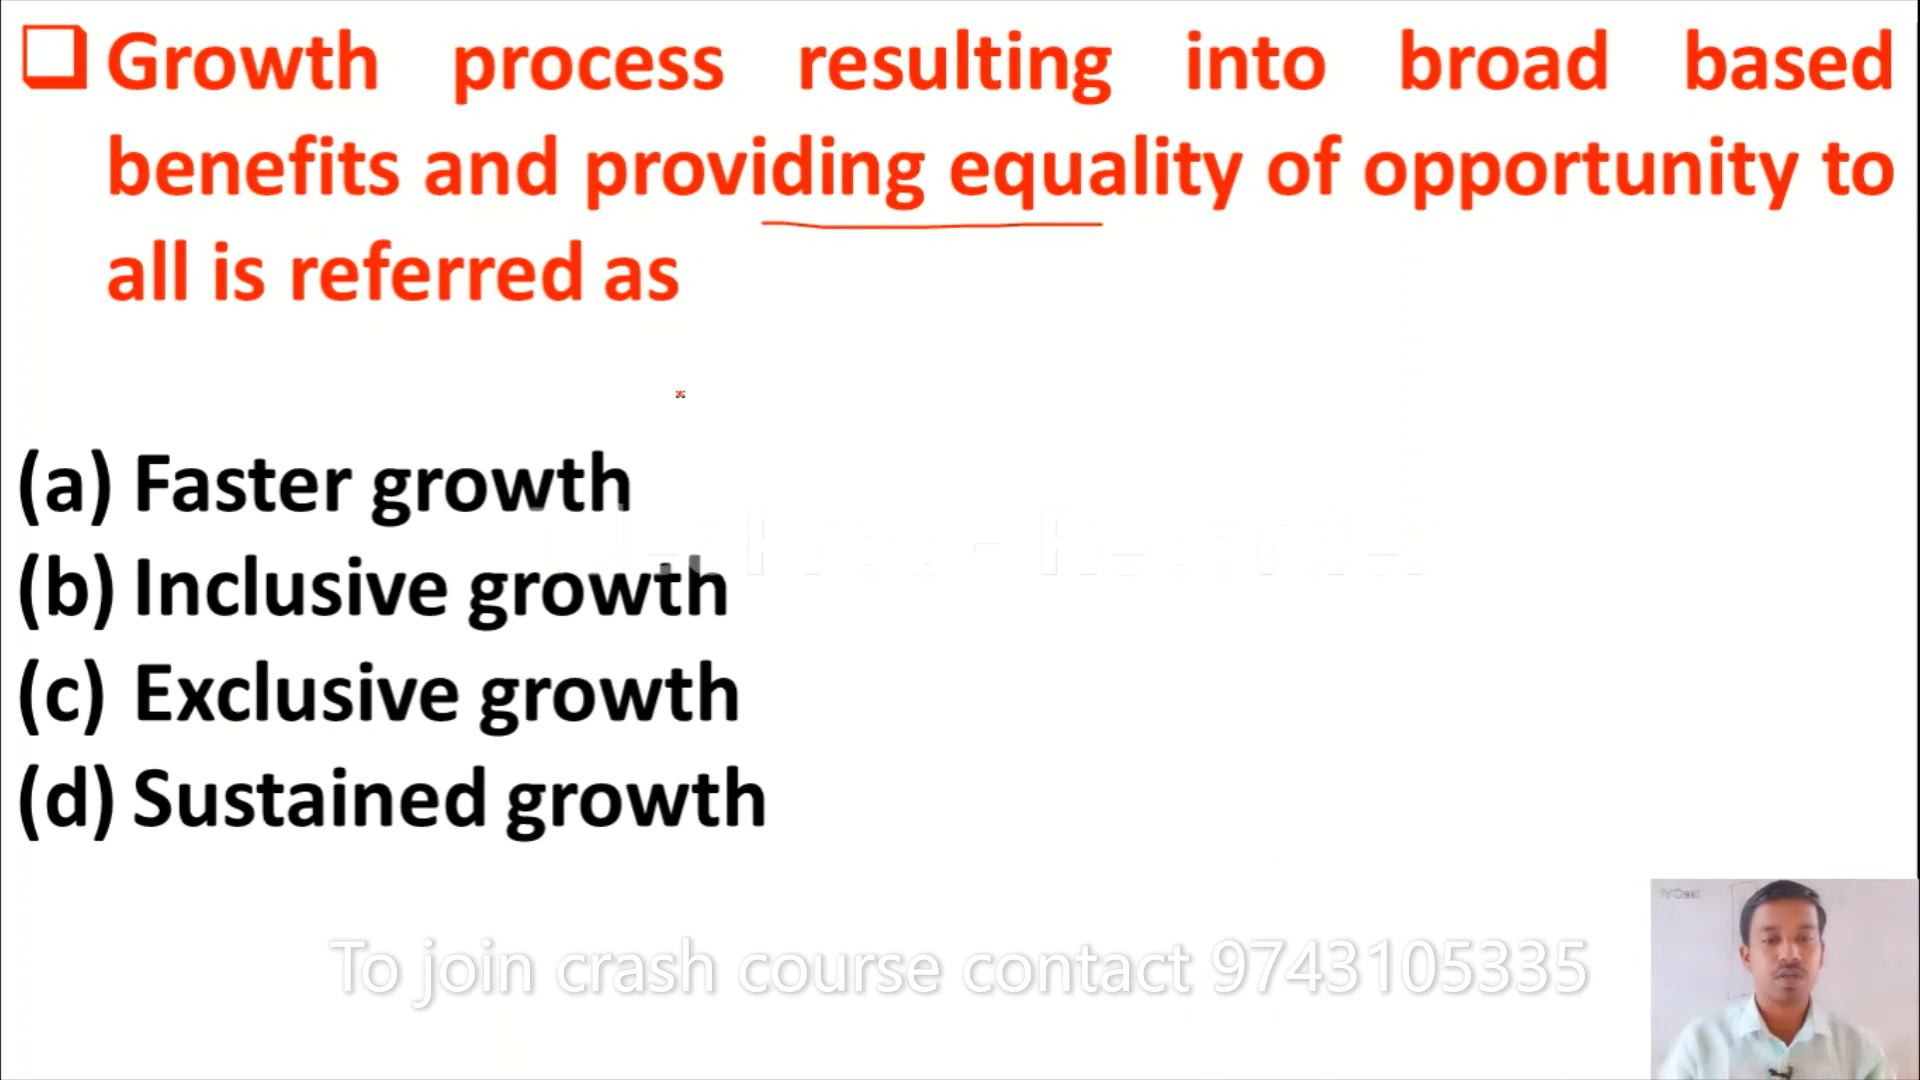 Growth process resulting into broad based
benefits and providing equality of opportunity to
all is referred as
(a) Faster growth
(b) Inclusive growth
(c) Exclusive growth
(d) Sustained growth
To join crash course contact 9743105335